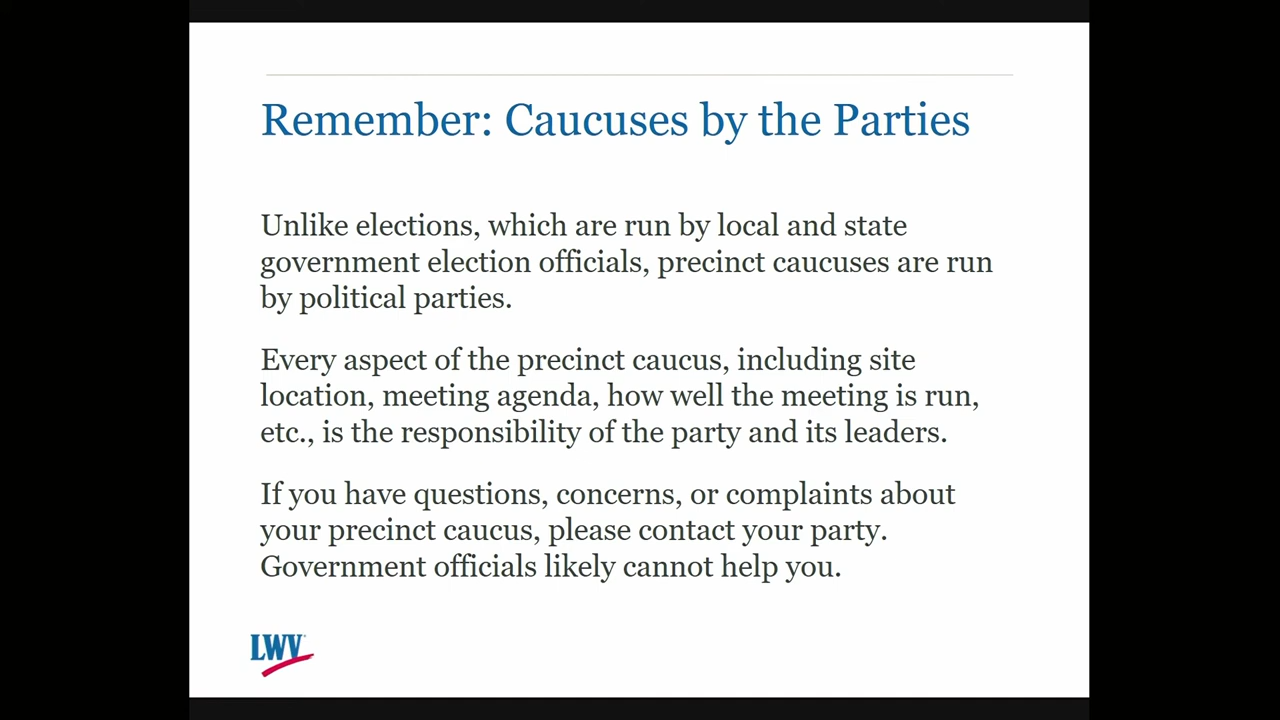 Remember: Caucuses by the Parties
Unlike elections, which are run by local and state
government election officials, precinct caucuses are run
by political parties.
Every aspect of the precinct caucus, including site
location, meeting agenda, how well the meeting is run,
etc., is the responsibility of the party and its leaders.
If you have questions, concerns, or complaints about
your precinct caucus, please contact your party.
Government officials likely cannot help you.
LWV